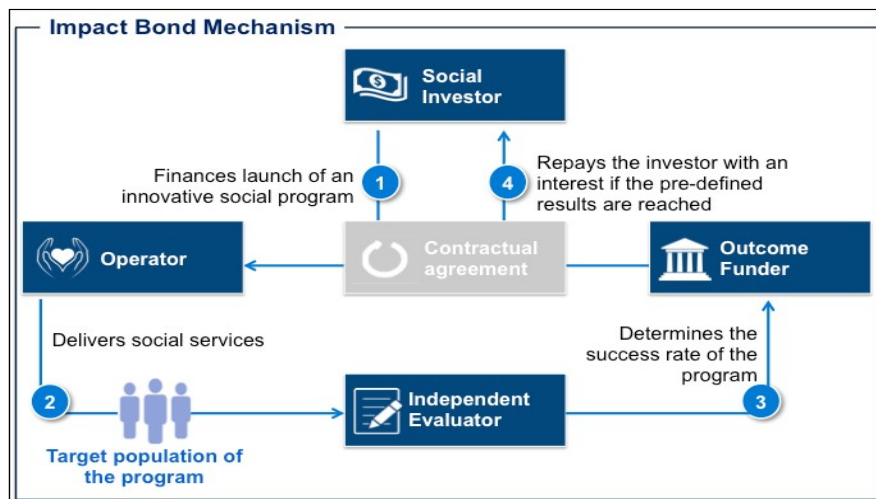 Impact Bond Mechanism
Social
Investor
Finances launch of an
innovative social program
1
4
Repays the investor with an
interest if the pre-defined
results are reached
Operator
Contractual
agreement
Outcome
Funder
Delivers social services
Determines the
success rate of the
program
2
Independent
Evaluator
3
Target population of
the program